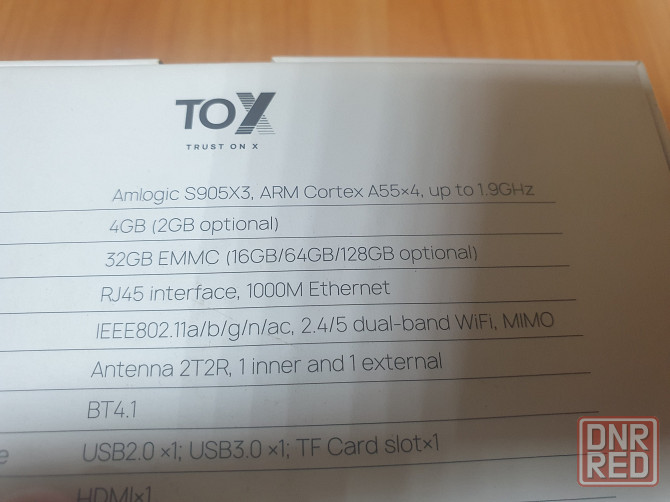 TOX
TRUST ON X
Amlogic S905X3, ARM Cortex A55×4, up to 1.9GHz
4GB (2GB optional)
32GB EMMC (16GB/64GB/128GB optional)
RJ45 interface, 1000M Ethernet
IEEE802.11a/b/g/n/ac, 2.4/5 dual-band WiFi, MIMO
Antenna 2T2R, 1 inner and 1 external
BT4.1
USB2.0 ×1; USB3.0 ×1; TF Card slot×1
HDMI×1
DNR
RED